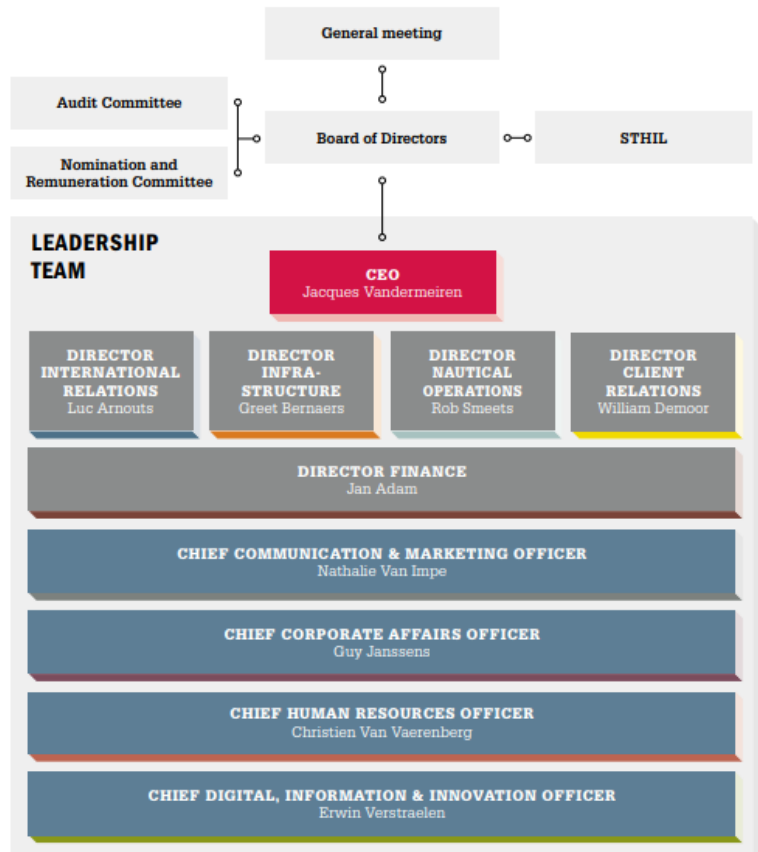 General meeting
Audit Committee
Board of Directors
STHIL
Nomination and
Remuneration Committee
LEADERSHIP
TEAM
CEO
Jacques Vandermeiren
DIRECTOR
INTERNATIONAL
RELATIONS
Luc Arnouts
DIRECTOR
INFRA-
STRUCTURE
Greet Bernaers
DIRECTOR
NAUTICAL
OPERATIONS
Rob Smeets
DIRECTOR
CLIENT
RELATIONS
William Demoor
DIRECTOR FINANCE
Jan Adam
CHIEF COMMUNICATION & MARKETING OFFICER
Nathalie Van Impe
CHIEF CORPORATE AFFAIRS OFFICER
Guy Janssens
CHIEF HUMAN RESOURCES OFFICER
Christien Van Vaerenberg
CHIEF DIGITAL, INFORMATION & INNOVATION OFFICER
Erwin Verstraelen